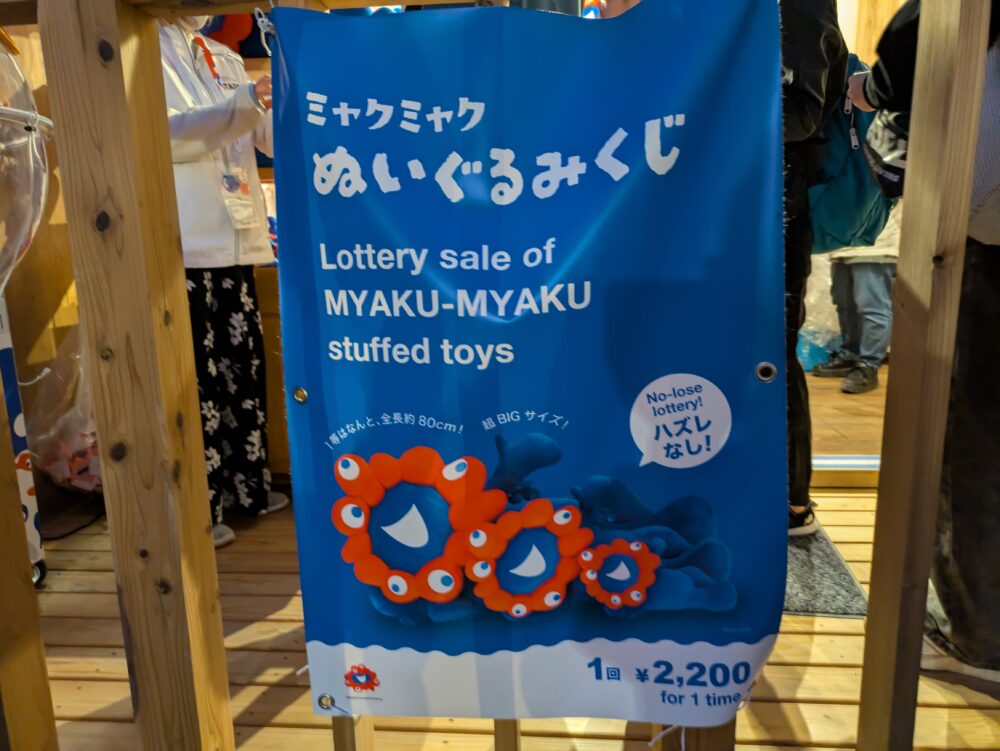 ミャクミャク
ぬいぐるみくじ
Lottery sale of
MYAKU-MYAKU
stuffed toys
No-lose
lottery!
ハズレ
なし!
1等はなんと、全長約80cm!
超BIGサイズ!
1回 ¥2,200
for 1 time